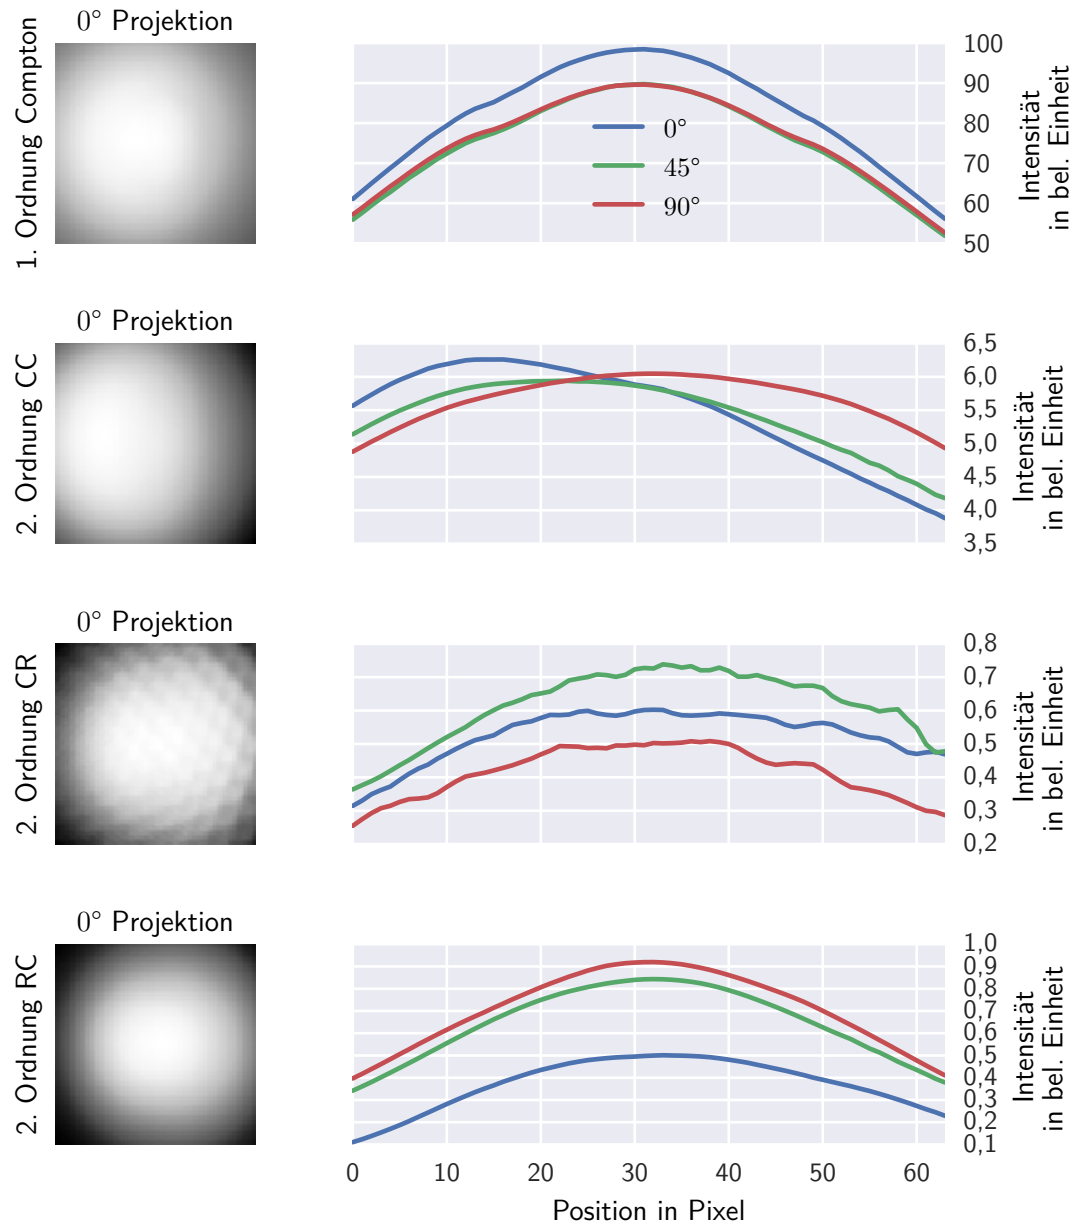 0° Projektion
1. Ordnung Compton
100
90
80
70
60
50
Intensität
in bel. Einheit
0°
45°
90°
0° Projektion
2. Ordnung CC
6,5
6,0
5,5
5,0
4,5
4,0
3,5
Intensität
in bel. Einheit
0° Projektion
2. Ordnung CR
0,8
0,7
0,6
0,5
0,4
0,3
0,2
Intensität
in bel. Einheit
0° Projektion
2. Ordnung RC
1,0
0,9
0,8
0,7
0,6
0,5
0,4
0,3
0,2
0,1
Intensität
in bel. Einheit
0 10 20 30 40 50 60
Position in Pixel